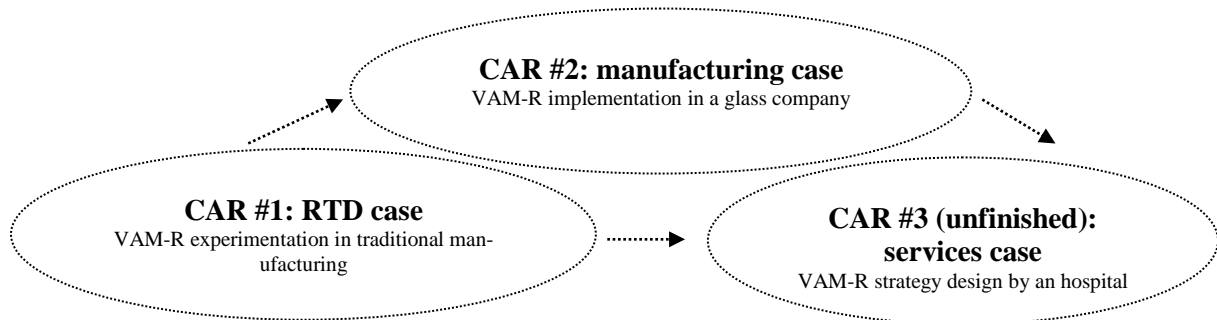 CAR #2: manufacturing case
VAM-R implementation in a glass company
CAR #1: RTD case
VAM-R experimentation in traditional man-
ufacturing
CAR #3 (unfinished):
services case
VAM-R strategy design by an hospital